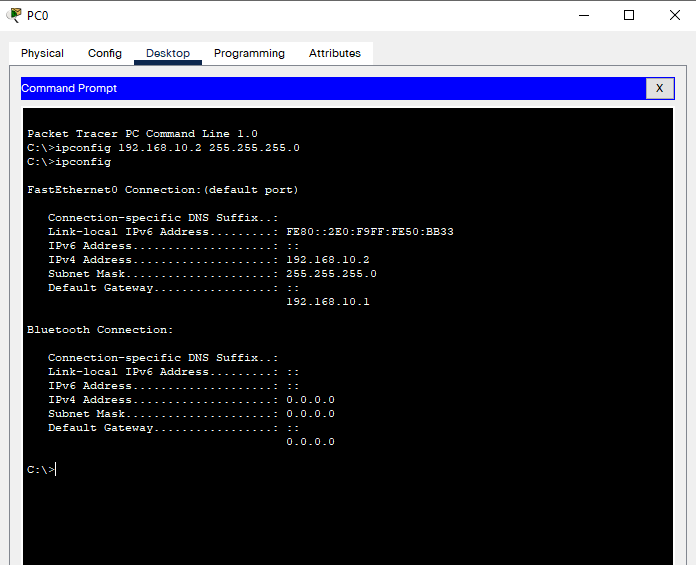 PC0
Physical Config Desktop Programming Attributes
Command Prompt X
Packet Tracer PC Command Line 1.0
C:\>ipconfig 192.168.10.2 255.255.255.0
C:\>ipconfig
FastEthernet0 Connection:(default port)
Connection-specific DNS Suffix..:
Link-local IPv6 Address.........: FE80::2E0:F9FF:FE50:BB33
IPv6 Address....................: ::
IPv4 Address....................: 192.168.10.2
Subnet Mask.....................: 255.255.255.0
Default Gateway.................: ::
192.168.10.1
Bluetooth Connection:
Connection-specific DNS Suffix..:
Link-local IPv6 Address.........: ::
IPv6 Address....................: ::
IPv4 Address....................: 0.0.0.0
Subnet Mask.....................: 0.0.0.0
Default Gateway.................: ::
0.0.0.0
C:\>